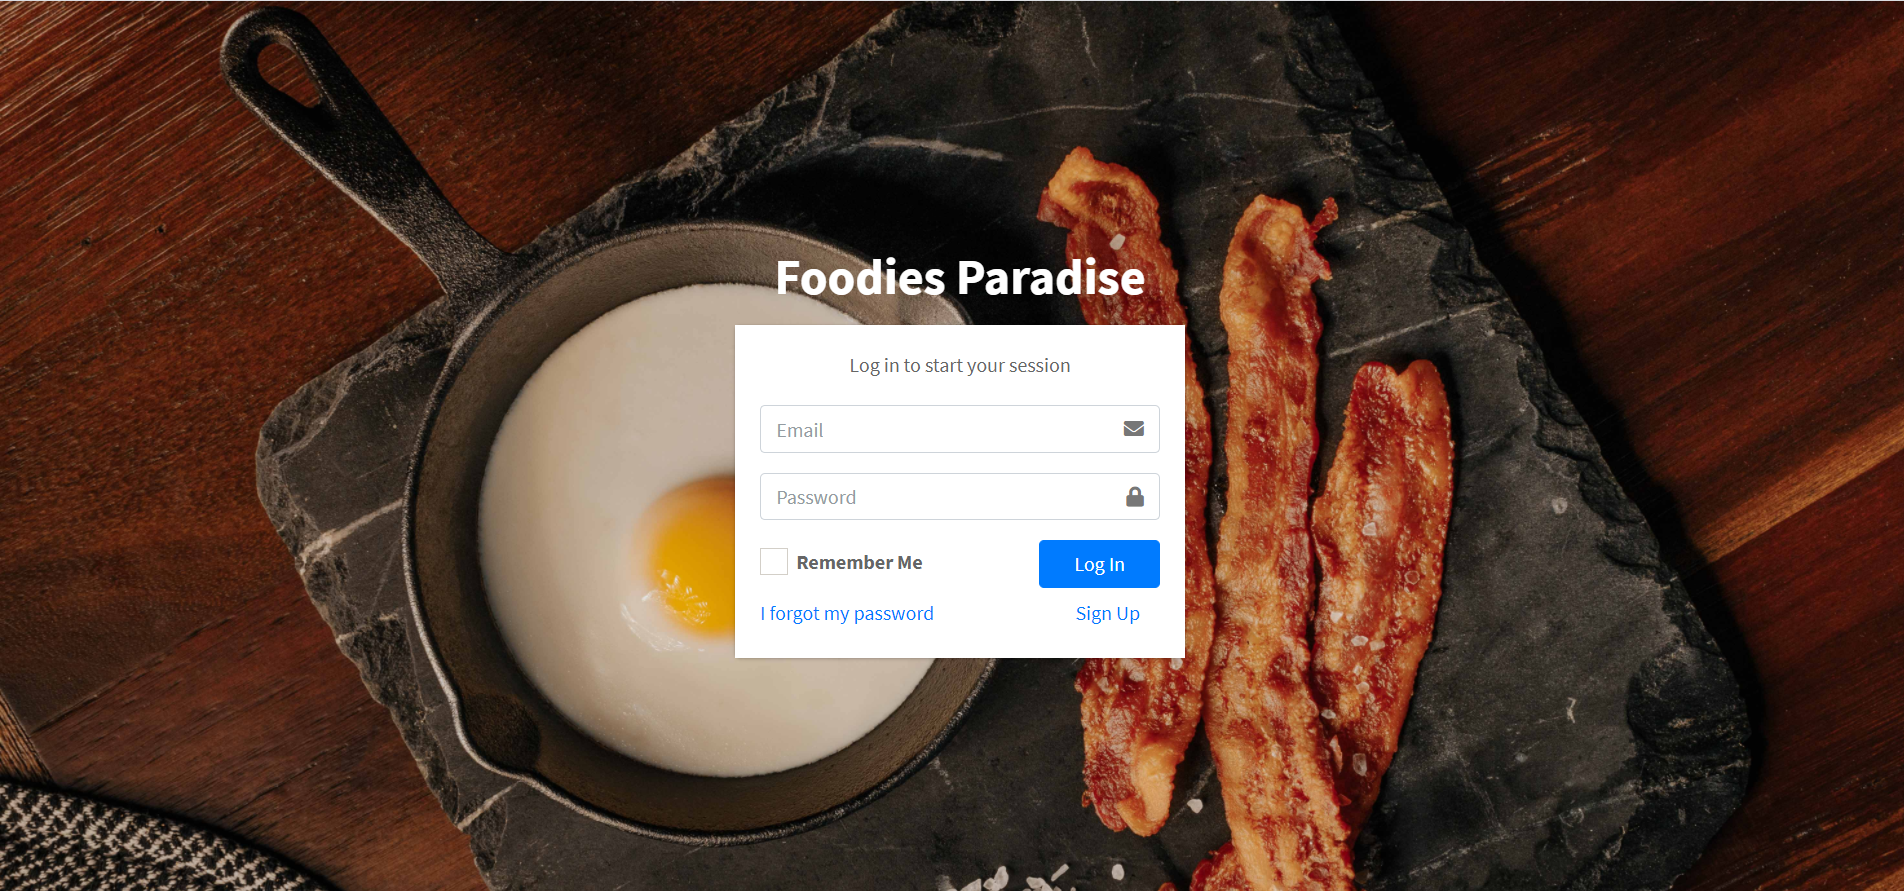 Foodies Paradise
Log in to start your session
Email
Password
Remember Me
Log In
I forgot my password
Sign Up